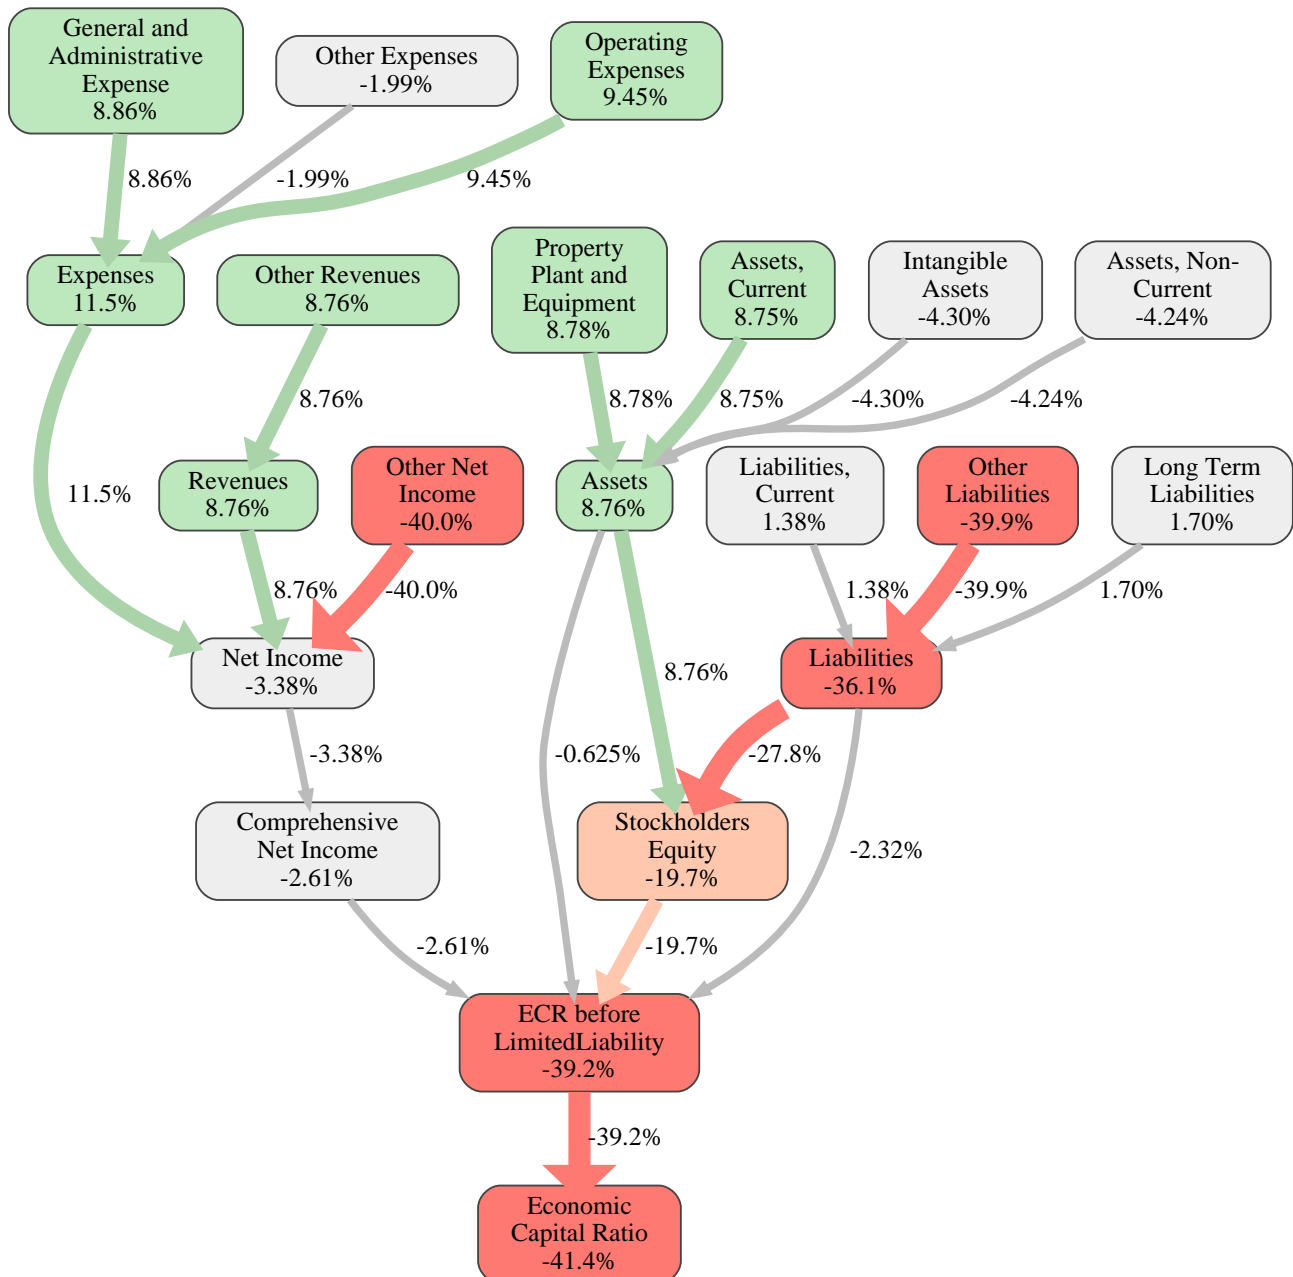 General and
Administrative
Expense
8.86%
Other Expenses
-1.99%
Operating
Expenses
9.45%
8.86%
-1.99%
9.45%
Expenses
11.5%
Other Revenues
8.76%
Property
Plant and
Equipment
8.78%
Assets,
Current
8.75%
Intangible
Assets
-4.30%
Assets, Non-
Current
-4.24%
8.76%
8.78%
8.75%
-4.30%
-4.24%
11.5%
Revenues
8.76%
Other Net
Income
-40.0%
Assets
8.76%
Liabilities,
Current
1.38%
Other
Liabilities
-39.9%
Long Term
Liabilities
1.70%
8.76%
-40.0%
1.38%
-39.9%
1.70%
Net Income
-3.38%
8.76%
Liabilities
-36.1%
-3.38%
-0.625%
-27.8%
Comprehensive
Net Income
-2.61%
Stockholders
Equity
-19.7%
-2.32%
-2.61%
-19.7%
ECR before
LimitedLiability
-39.2%
-39.2%
Economic
Capital Ratio
-41.4%